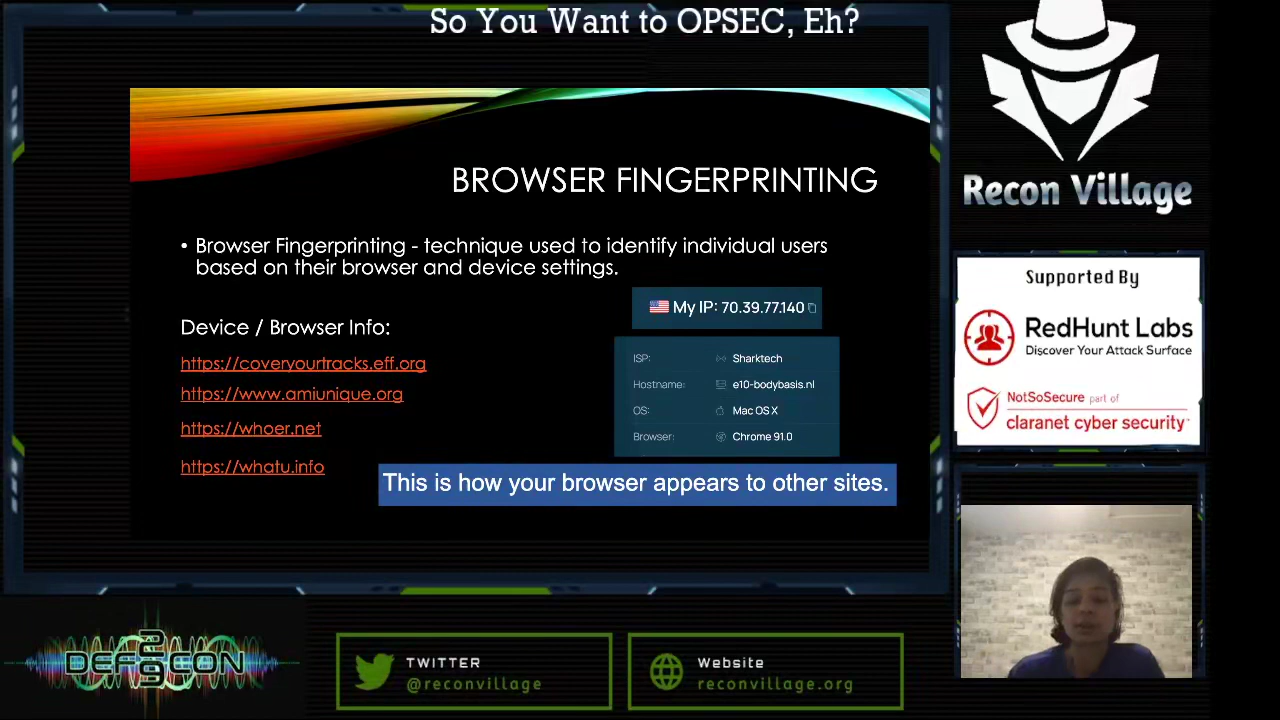 So You Want to OPSEC, Eh?
BROWSER FINGERPRINTING
• Browser Fingerprinting - technique used to identify individual users
based on their browser and device settings.
My IP: 70.39.77.140
Device / Browser Info:
https://coveryourtracks.eff.org
https://www.amiunique.org
https://whoer.net
https://whatu.info
ISP: Sharktech
Hostname: e10-bodybasis.nl
OS: Mac OS X
Browser: Chrome 91.0
This is how your browser appears to other sites.
Recon Village
Supported By
RedHunt Labs
Discover Your Attack Surface
NotSoSecure part of
claranet cyber security
DEFCON
29
TWITTER
@reconvillage
Website
reconvillage.org